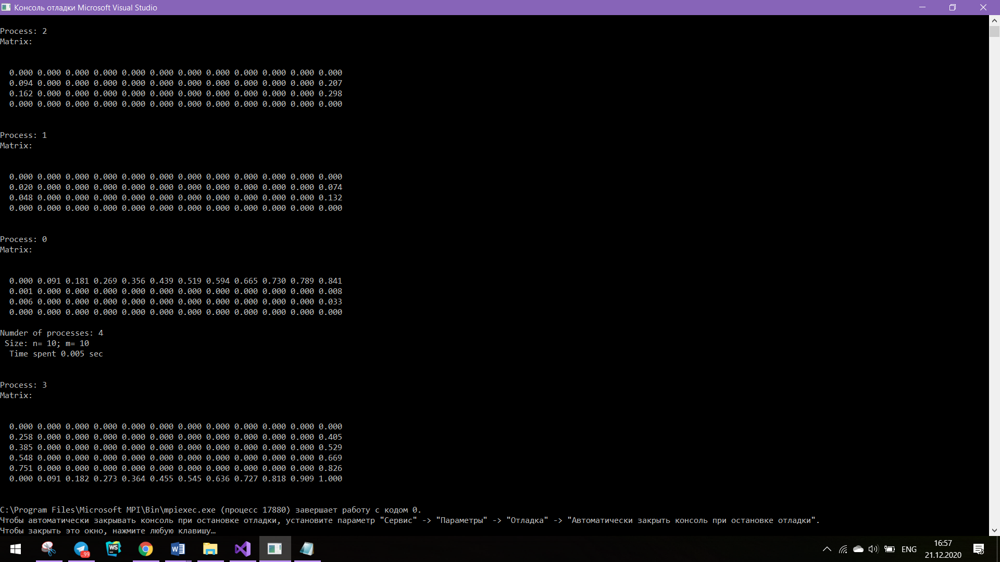 Консоль отладки Microsoft Visual Studio
Process: 2
Matrix:
0.000 0.000 0.000 0.000 0.000 0.000 0.000 0.000 0.000 0.000 0.000 0.000
0.094 0.000 0.000 0.000 0.000 0.000 0.000 0.000 0.000 0.000 0.000 0.207
0.162 0.000 0.000 0.000 0.000 0.000 0.000 0.000 0.000 0.000 0.000 0.298
0.000 0.000 0.000 0.000 0.000 0.000 0.000 0.000 0.000 0.000 0.000 0.000
Process: 1
Matrix:
0.000 0.000 0.000 0.000 0.000 0.000 0.000 0.000 0.000 0.000 0.000 0.000
0.020 0.000 0.000 0.000 0.000 0.000 0.000 0.000 0.000 0.000 0.000 0.074
0.048 0.000 0.000 0.000 0.000 0.000 0.000 0.000 0.000 0.000 0.000 0.132
0.000 0.000 0.000 0.000 0.000 0.000 0.000 0.000 0.000 0.000 0.000 0.000
Process: 0
Matrix:
0.000 0.091 0.181 0.269 0.356 0.439 0.519 0.594 0.665 0.730 0.789 0.841
0.001 0.000 0.000 0.000 0.000 0.000 0.000 0.000 0.000 0.000 0.000 0.008
0.006 0.000 0.000 0.000 0.000 0.000 0.000 0.000 0.000 0.000 0.000 0.033
0.000 0.000 0.000 0.000 0.000 0.000 0.000 0.000 0.000 0.000 0.000 0.000
Numder of processes: 4
Size: n= 10; m= 10
Time spent 0.005 sec
Process: 3
Matrix:
0.000 0.000 0.000 0.000 0.000 0.000 0.000 0.000 0.000 0.000 0.000 0.000
0.258 0.000 0.000 0.000 0.000 0.000 0.000 0.000 0.000 0.000 0.000 0.405
0.385 0.000 0.000 0.000 0.000 0.000 0.000 0.000 0.000 0.000 0.000 0.529
0.548 0.000 0.000 0.000 0.000 0.000 0.000 0.000 0.000 0.000 0.000 0.669
0.751 0.000 0.000 0.000 0.000 0.000 0.000 0.000 0.000 0.000 0.000 0.826
0.000 0.091 0.182 0.273 0.364 0.455 0.545 0.636 0.727 0.818 0.909 1.000
C:\Program Files\Microsoft MPI\Bin\mpiexec.exe (процесс 17880) завершает работу с кодом 0.
Чтобы автоматически закрывать консоль при остановке отладки, установите параметр "Сервис" -> "Параметры" -> "Отладка" -> "Автоматически закрыть консоль при остановке отладки".
Чтобы закрыть это окно, нажмите любую клавишу…
..99
WS
W
ENG
16:57
21.12.2020